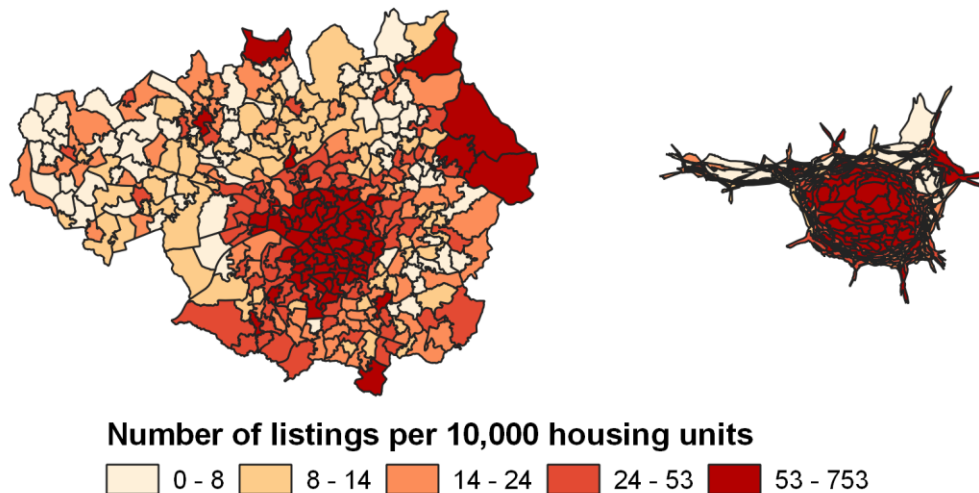 Number of listings per 10,000 housing units
0 - 8 8 - 14 14 - 24 24 - 53 53 - 753